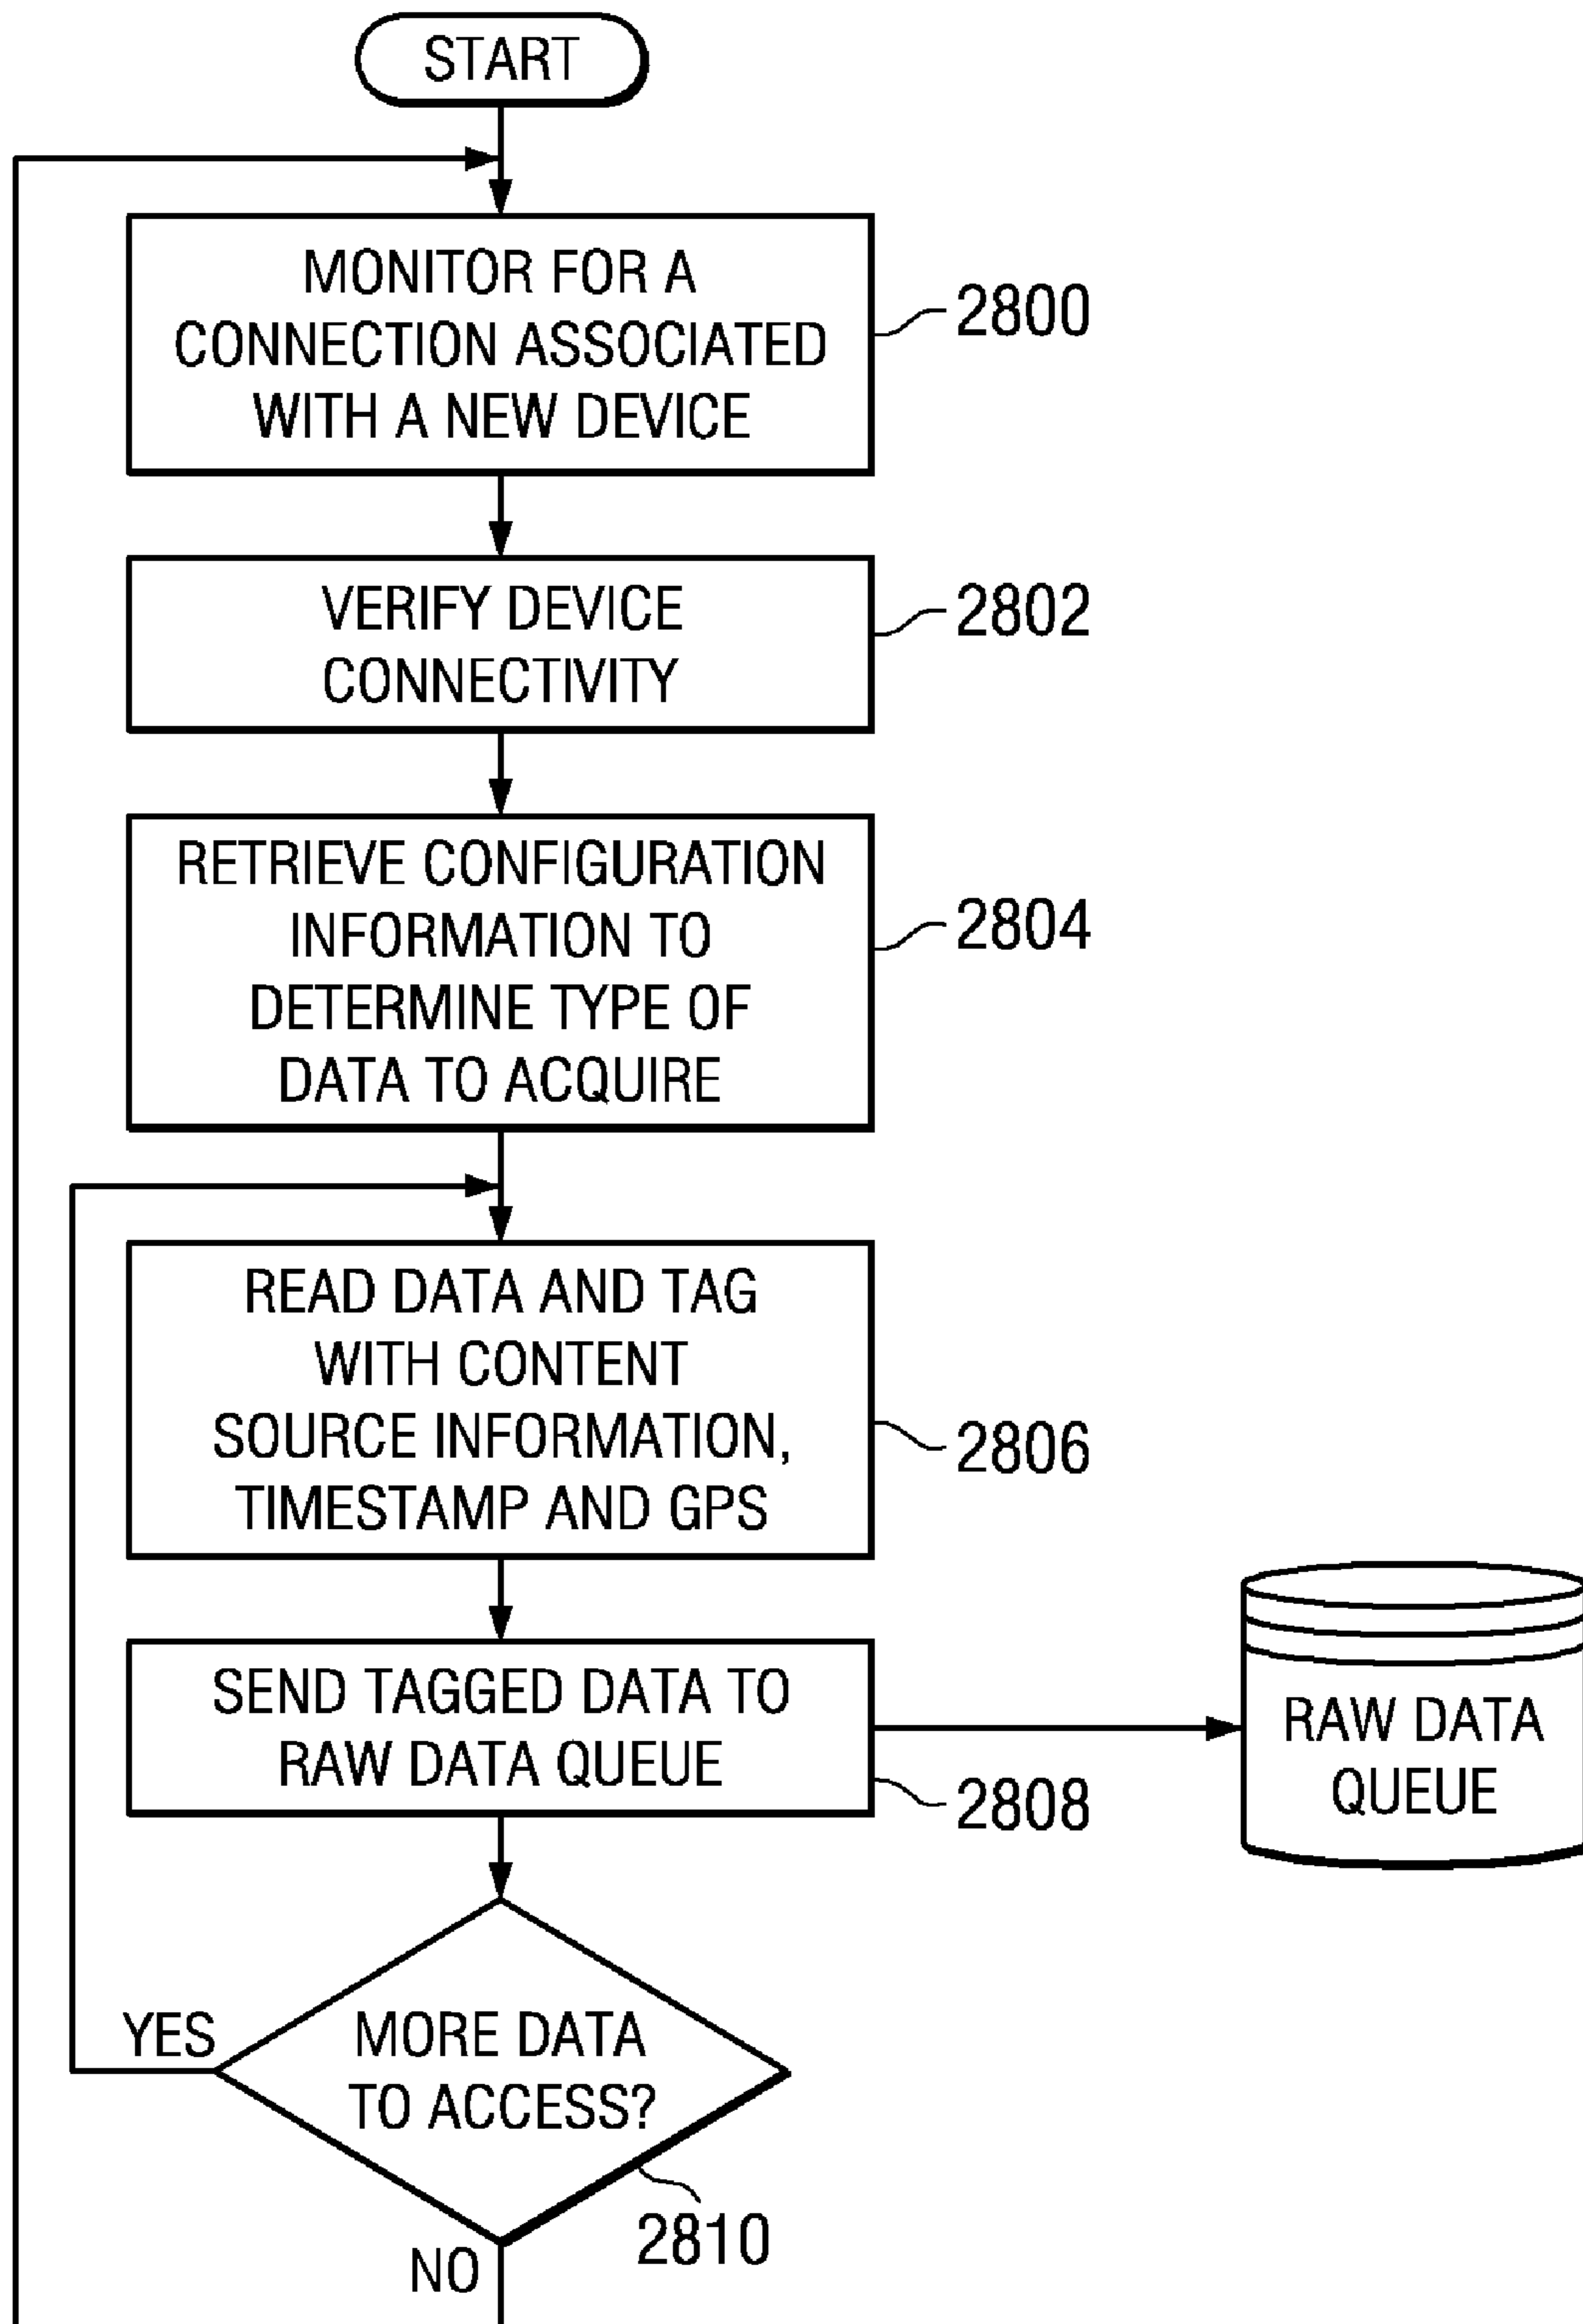 START
MONITOR FOR A
CONNECTION ASSOCIATED
WITH A NEW DEVICE
2800
VERIFY DEVICE
CONNECTIVITY
2802
RETRIEVE CONFIGURATION
INFORMATION TO
DETERMINE TYPE OF
DATA TO ACQUIRE
2804
READ DATA AND TAG
WITH CONTENT
SOURCE INFORMATION,
TIMESTAMP AND GPS
2806
SEND TAGGED DATA TO
RAW DATA QUEUE
2808
RAW DATA
QUEUE
YES
MORE DATA
TO ACCESS?
2810
NO